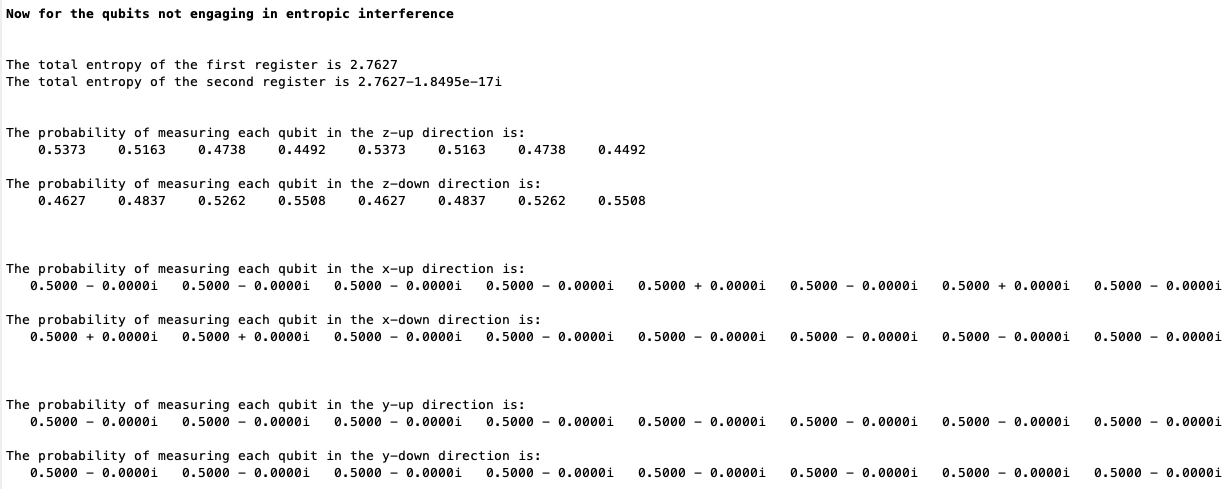 Now for the qubits not engaging in entropic interference
The total entropy of the first register is 2.7627
The total entropy of the second register is 2.7627-1.8495e-17i
The probability of measuring each qubit in the z-up direction is:
0.5373 0.5163 0.4738 0.4492 0.5373 0.5163 0.4738 0.4492
The probability of measuring each qubit in the z-down direction is:
0.4627 0.4837 0.5262 0.5508 0.4627 0.4837 0.5262 0.5508
The probability of measuring each qubit in the x-up direction is:
0.5000 - 0.0000i 0.5000 - 0.0000i 0.5000 - 0.0000i 0.5000 - 0.0000i 0.5000 + 0.0000i 0.5000 - 0.0000i 0.5000 + 0.0000i 0.5000 - 0.0000i
The probability of measuring each qubit in the x-down direction is:
0.5000 + 0.0000i 0.5000 + 0.0000i 0.5000 - 0.0000i 0.5000 - 0.0000i 0.5000 - 0.0000i 0.5000 - 0.0000i 0.5000 - 0.0000i 0.5000 - 0.0000i
The probability of measuring each qubit in the y-up direction is:
0.5000 - 0.0000i 0.5000 - 0.0000i 0.5000 - 0.0000i 0.5000 - 0.0000i 0.5000 - 0.0000i 0.5000 - 0.0000i 0.5000 - 0.0000i 0.5000 - 0.0000i
The probability of measuring each qubit in the y-down direction is:
0.5000 - 0.0000i 0.5000 - 0.0000i 0.5000 - 0.0000i 0.5000 - 0.0000i 0.5000 - 0.0000i 0.5000 - 0.0000i 0.5000 - 0.0000i 0.5000 - 0.0000i